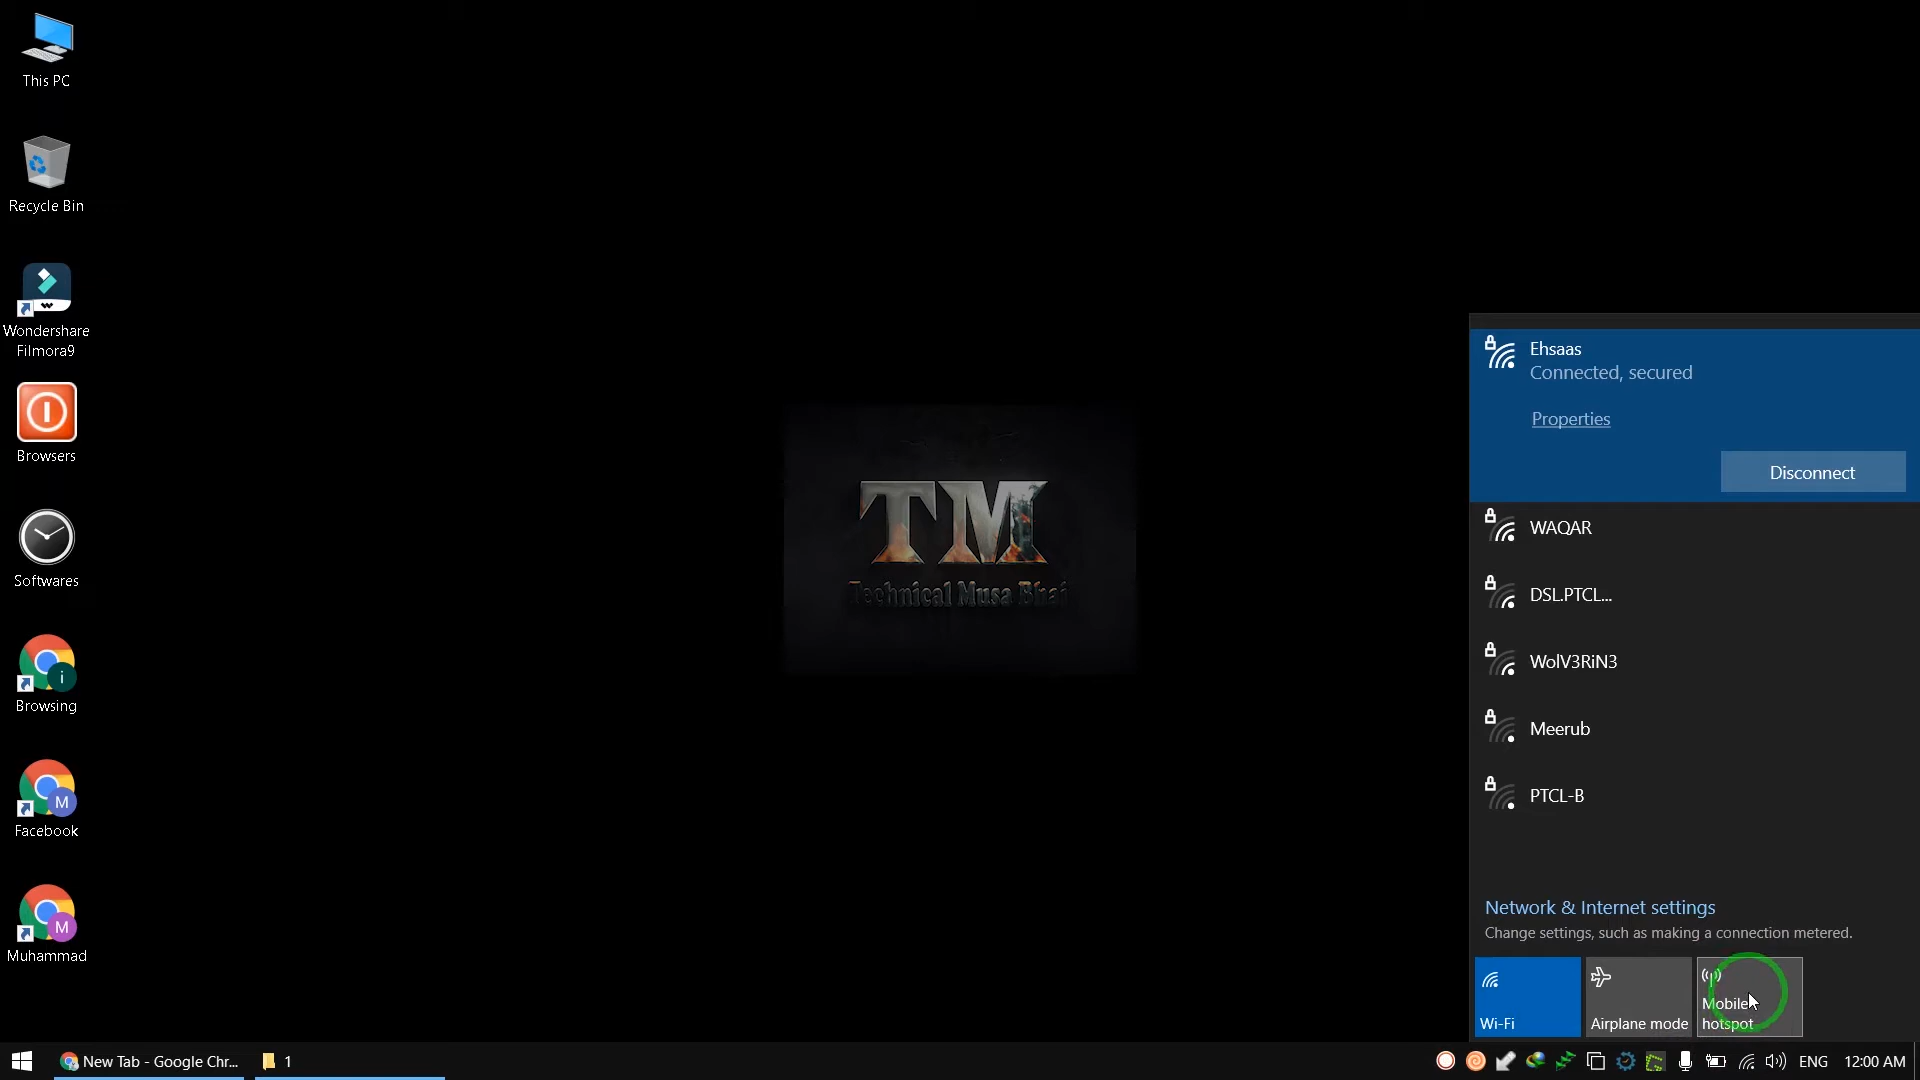 This PC
Recycle Bin
Wondershare
Filmora9
Browsers
Softwares
i
Browsing
M
Facebook
M
Muhammad
TM
Technical Musa Bhai
Ehsaas
Connected, secured
Properties
Disconnect
WAQAR
DSL.PTCL...
WolV3RiN3
Meerub
PTCL-B
Network & Internet settings
Change settings, such as making a connection metered.
Wi-Fi
Airplane mode
Mobile
hotspot
New Tab - Google Chr...
1
ENG
12:00 AM